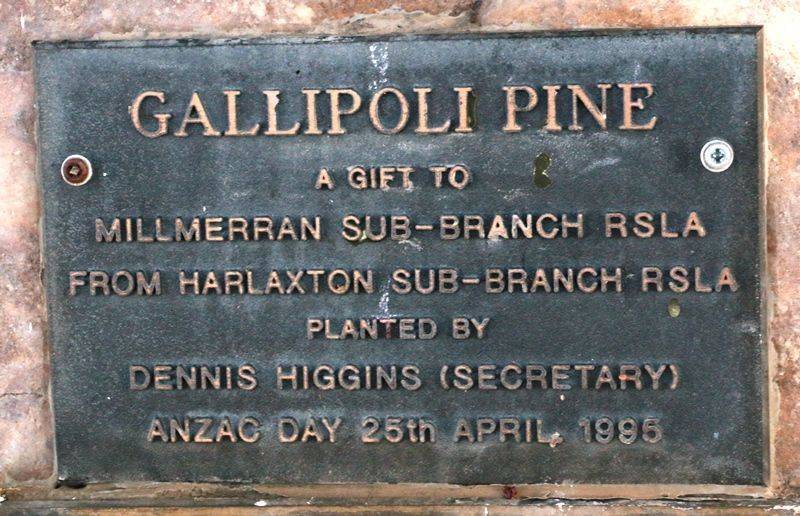 GALLIPOLI PINE
A GIFT TO
MILLMERRAN SUB-BRANCH RSLA
FROM HARLAXTON SUB-BRANCH RSLA
PLANTED BY
DENNIS HIGGINS (SECRETARY)
ANZAC DAY 25th APRIL 1995